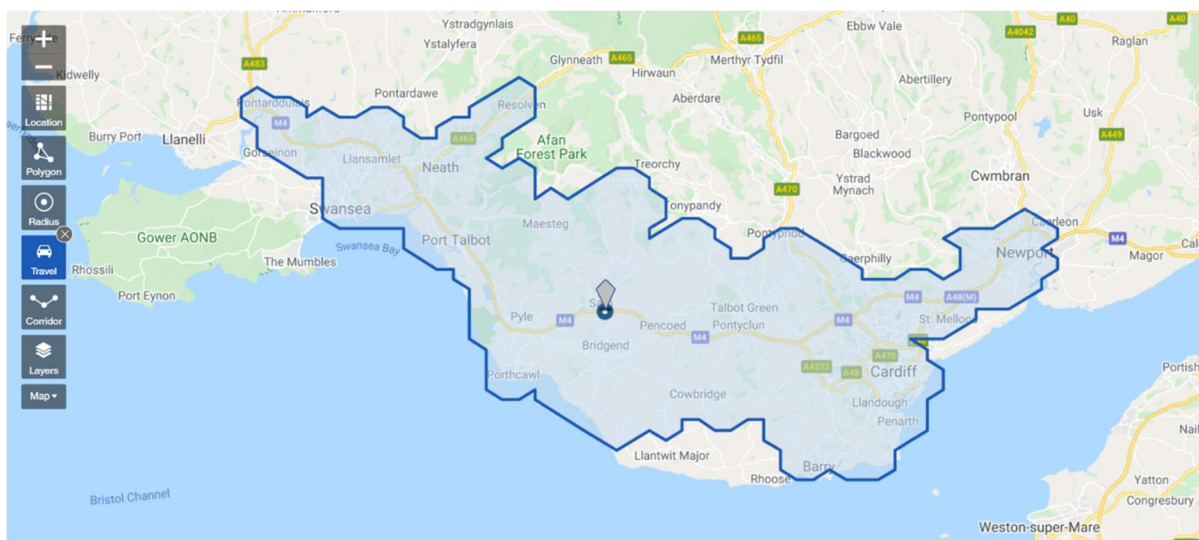 Ystradgynlais
Ystalyfera
A465
Merthyr Tydfil
Ebbw Vale
A4042
A40
A40
Raglan
Glynneath
A465
Hirwaun
Abertillery
Kidwelly
A483
Pontardawe
Resolven
Aberdare
Usk
Pontarddulais
M4
Pontypool
Location
Burry Port
Llanelli
A465
Afan
Forest Park
Bargoed
Blackwood
A449
Gorseinon
Llansamlet
Neath
Treorchy
Polygon
A470
Ystrad
Mynach
Cwmbran
Swansea
Tonypandy
Radius
Maesteg
Caerleon
Gower AONB
Swansea Bay
Port Talbot
Pontypridd
M4
The Mumbles
Caerphilly
Newport
Magor
Rhossili
Travel
Port Eynon
M4
A48(M)
Talbot Green
Pyle
M4
Pencoed
Pontyclun
M4
St. Mellons
Corridor
M4
Bridgend
A470
Porthcawl
A4232
A48
Cardiff
Layers
Portish
Cowbridge
Llandough
Map
Penarth
Nail
Llantwit Major
Barry
Rhoose
Yatton
Bristol Channel
Congresbury
Weston-super-Mare